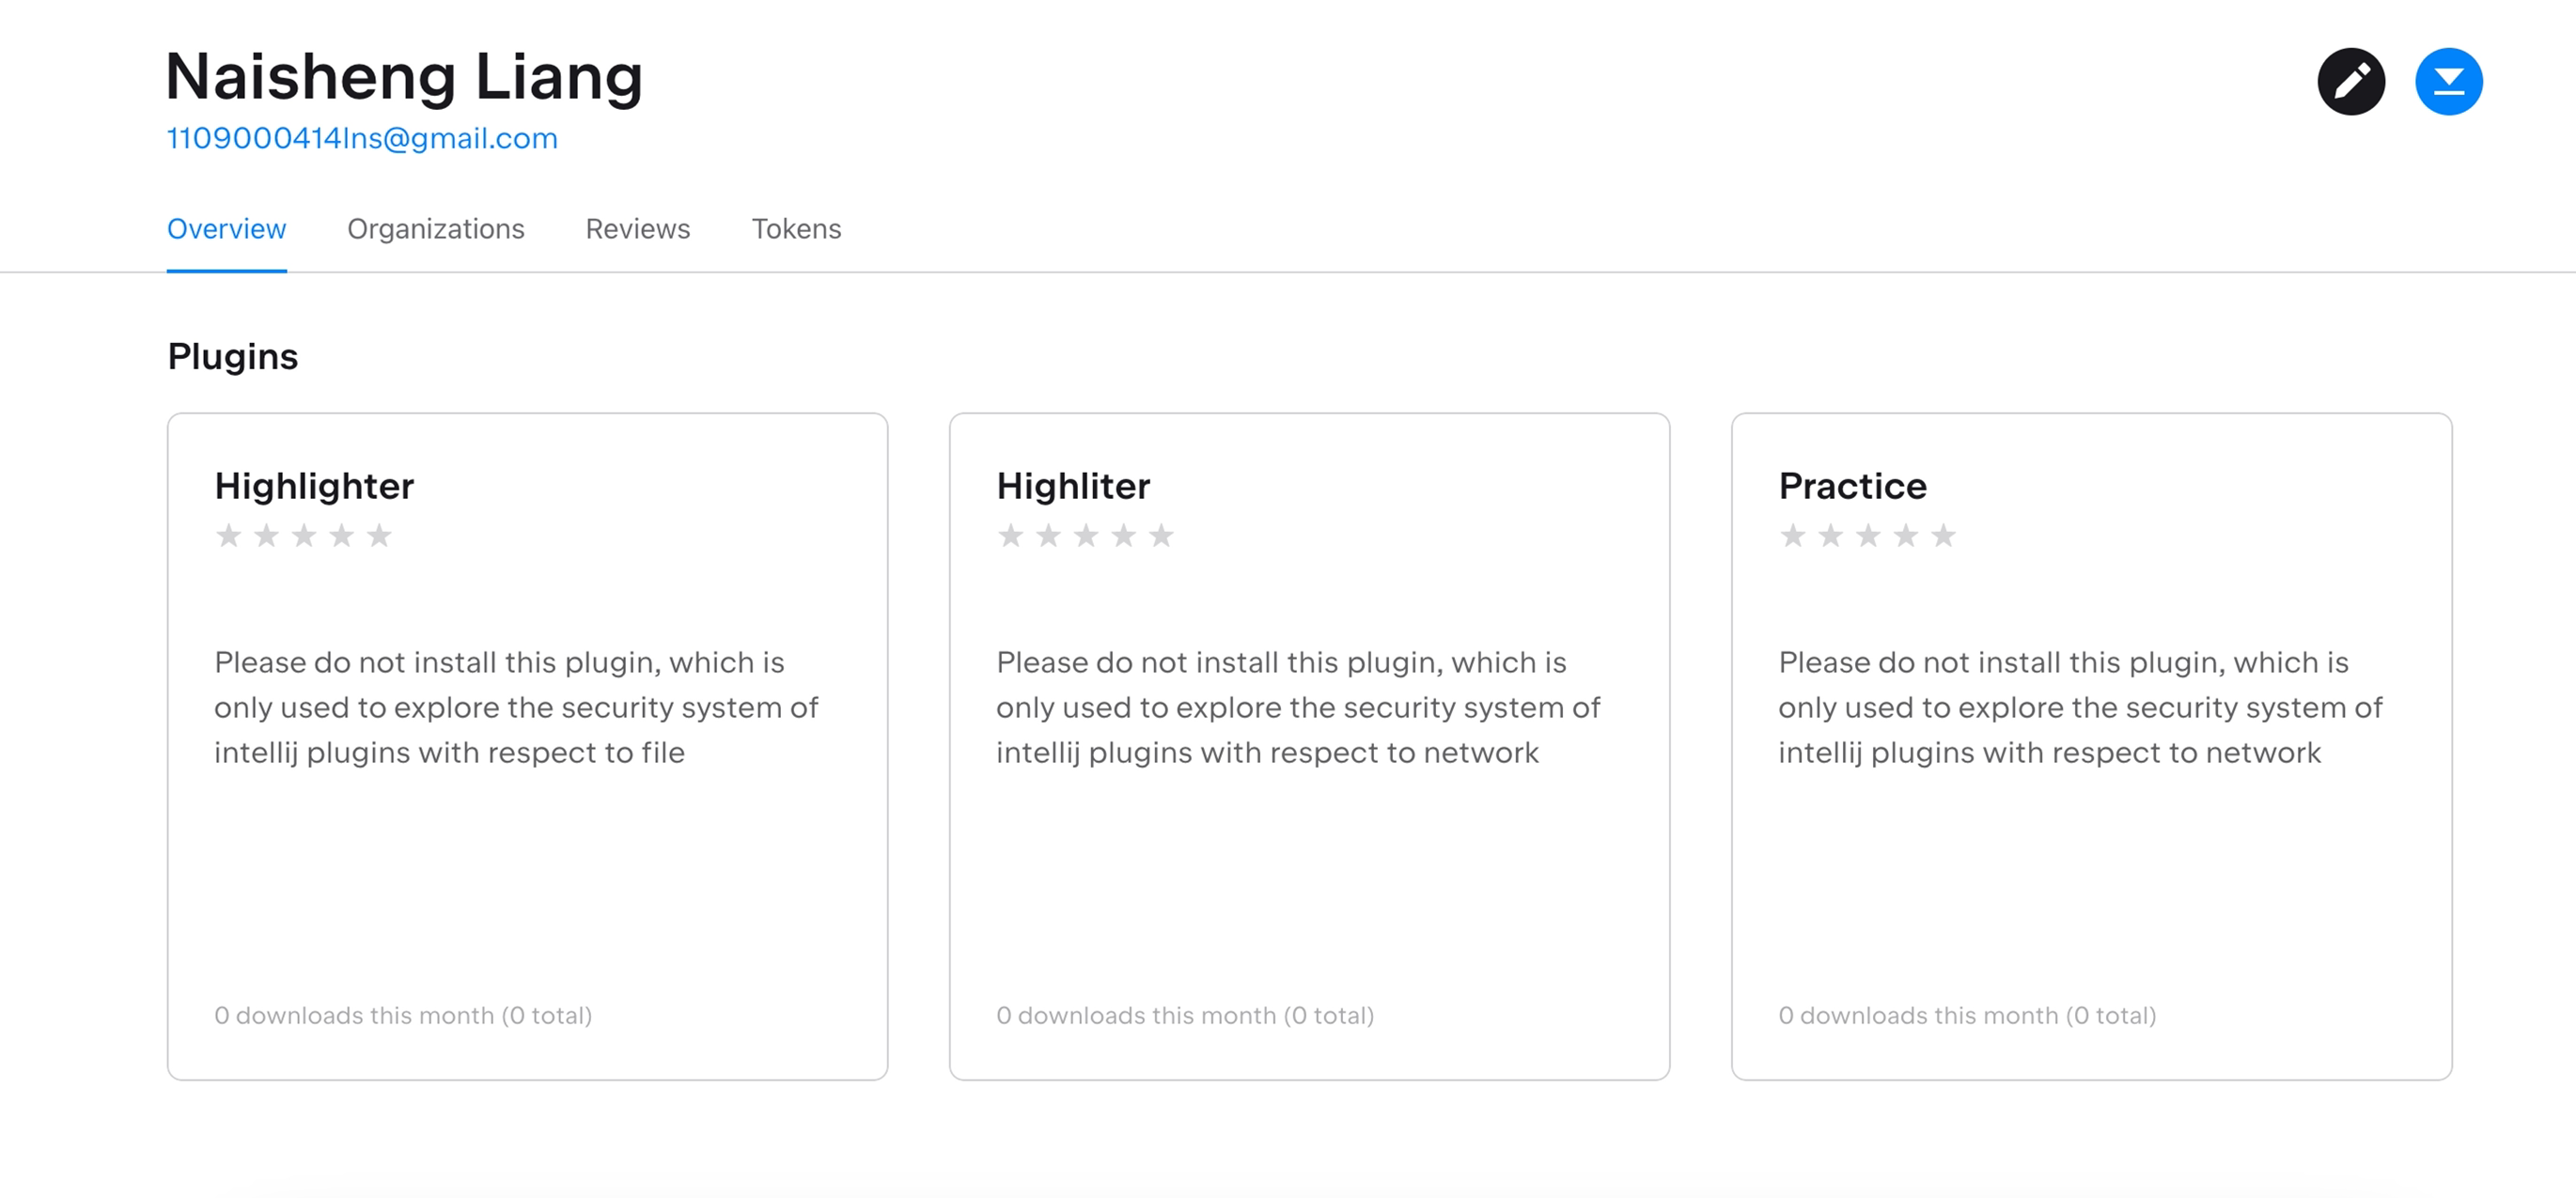 Naisheng Liang
1109000414lns@gmail.com
Overview Organizations Reviews Tokens
Plugins
Highlighter
Please do not install this plugin, which is
only used to explore the security system of
intellij plugins with respect to file
0 downloads this month (0 total)
Highliter
Please do not install this plugin, which is
only used to explore the security system of
intellij plugins with respect to network
0 downloads this month (0 total)
Practice
Please do not install this plugin, which is
only used to explore the security system of
intellij plugins with respect to network
0 downloads this month (0 total)